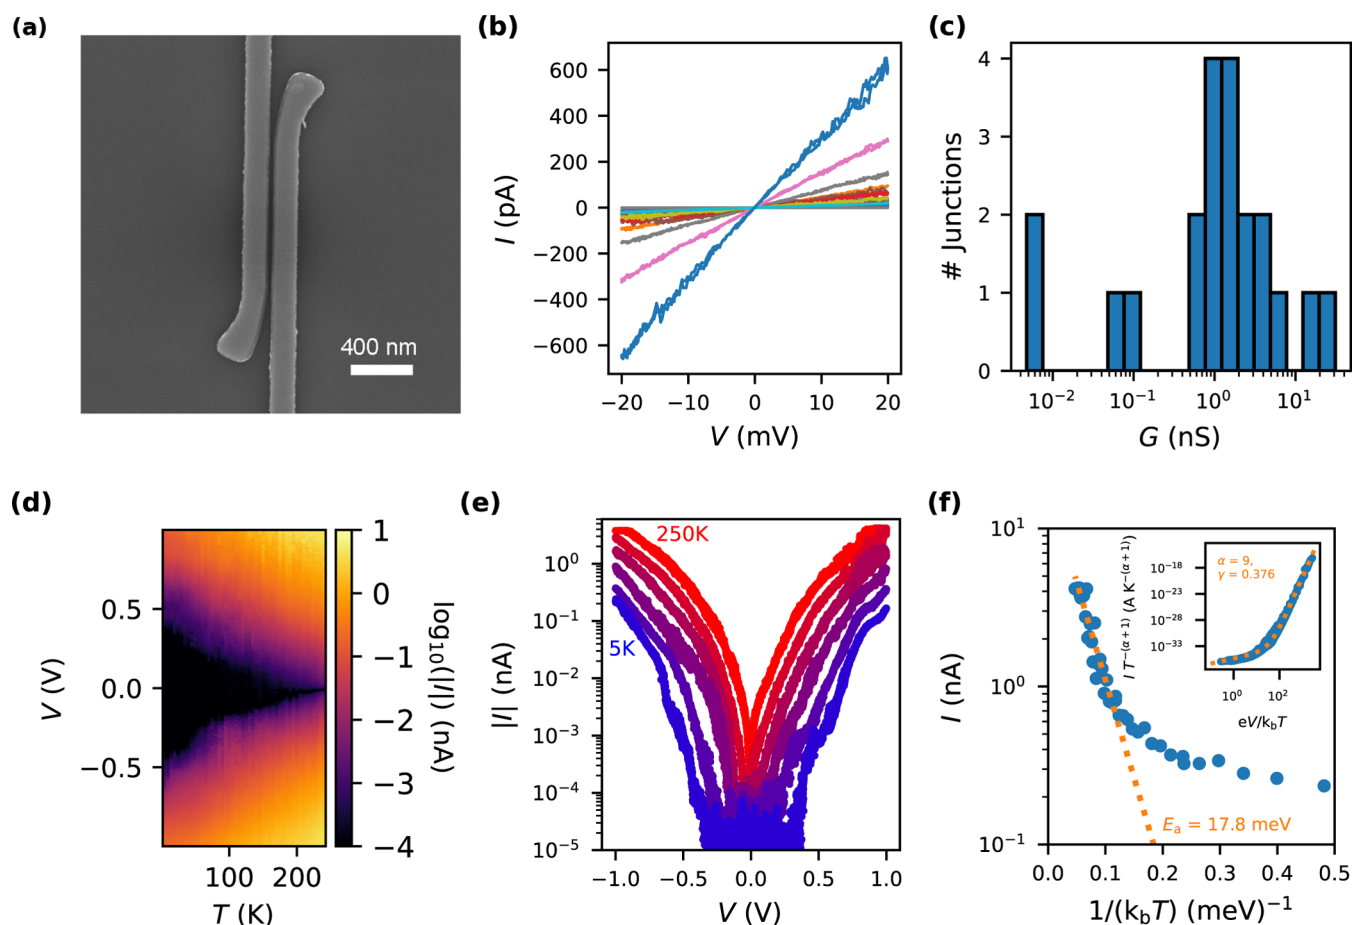 (a)
400 nm
(b)
I (pA)
600
400
200
0
−200
−400
−600
−20
−10
0
10
20
V (mV)
(c)
# Junctions
4
3
2
1
0
10⁻²
10⁻¹
10⁰
10¹
G (nS)
(d)
V (V)
0.5
0.0
−0.5
100
200
T (K)
1
0
−1
−2
−3
−4
log₁₀(|I|) (nA)
(e)
|I| (nA)
10⁰
10⁻¹
10⁻²
10⁻³
10⁻⁴
10⁻⁵
250K
5K
−1.0
−0.5
0.0
0.5
1.0
V (V)
(f)
I (nA)
10¹
10⁰
10⁻¹
0.0
0.1
0.2
0.3
0.4
0.5
1/(k_bT) (meV)⁻¹
Eₐ = 17.8 meV
I T⁻⁽ᵅ⁺¹⁾ (A K⁻⁽ᵅ⁺¹⁾)
10⁻¹⁸
10⁻²³
10⁻²⁸
10⁻³³
α = 9,
γ = 0.376
10⁰
10²
eV/k_bT